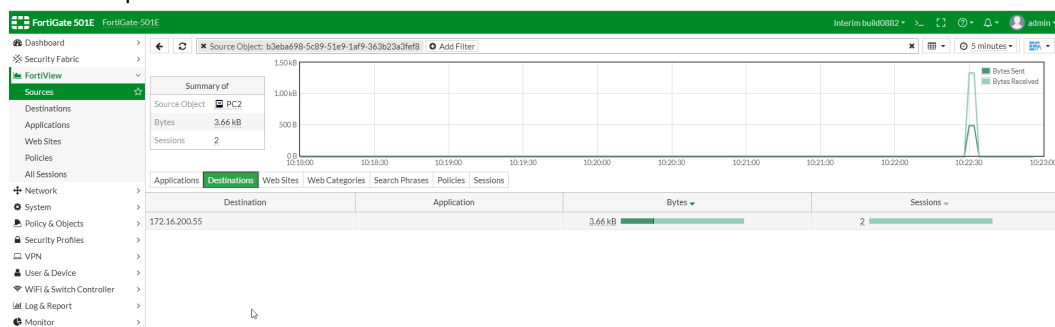 FortiGate 501E FortiGate-501E Interim build0882 admin
Dashboard
Security Fabric
FortiView
Sources
Destinations
Applications
Web Sites
Policies
All Sessions
Network
System
Policy & Objects
Security Profiles
VPN
User & Device
WiFi & Switch Controller
Log & Report
Monitor
Source Object: b3eba698-5c89-51e9-1af9-363b23a3fef8 Add Filter 5 minutes
Summary of
Source Object PC2
Bytes 3.66 kB
Sessions 2
1.50 kB
1.00 kB
500 B
0 B
Bytes Sent
Bytes Received
10:18:00 10:18:30 10:19:00 10:19:30 10:20:00 10:20:30 10:21:00 10:21:30 10:22:00 10:22:30 10:23:00
Applications Destinations Web Sites Web Categories Search Phrases Policies Sessions
Destination Application Bytes Sessions
172.16.200.55 3.66 kB 2